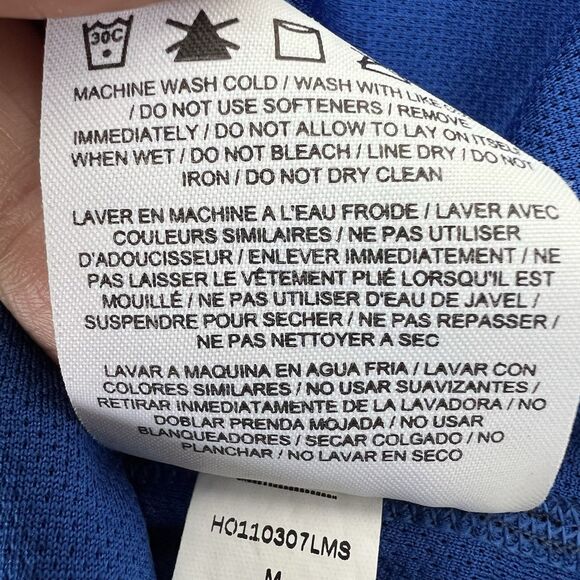 30C
MACHINE WASH COLD / WASH WITH LIKE
/ DO NOT USE SOFTENERS / REMOVE
IMMEDIATELY / DO NOT ALLOW TO LAY ON ITSELF
WHEN WET / DO NOT BLEACH / LINE DRY / DO NOT
IRON / DO NOT DRY CLEAN
LAVER EN MACHINE A L'EAU FROIDE / LAVER AVEC
COULEURS SIMILAIRES / NE PAS UTILISER
D'ADOUCISSEUR / ENLEVER IMMEDIATEMENT / NE
PAS LAISSER LE VÊTEMENT PLIÉ LORSQU'IL EST
MOUILLÉ / NE PAS UTILISER D'EAU DE JAVEL /
SUSPENDRE POUR SECHER / NE PAS REPASSER /
NE PAS NETTOYER A SEC
LAVAR A MAQUINA EN AGUA FRIA / LAVAR CON
COLORES SIMILARES / NO USAR SUAVIZANTES /
RETIRAR INMEDIATAMENTE DE LA LAVADORA / NO
DOBLAR PRENDA MOJADA / NO USAR
BLANQUEADORES / SECAR COLGADO / NO
PLANCHAR / NO LAVAR EN SECO
HO110307LMS
M